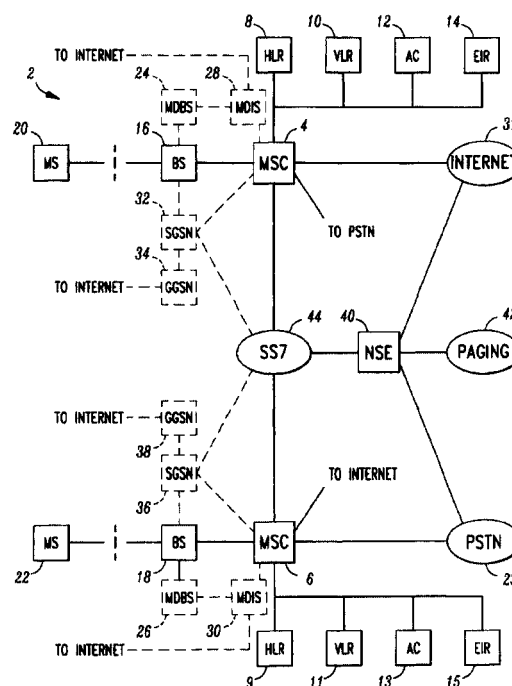 8 10 12 14
TO INTERNET
HLR VLR AC EIR
2 24 28
MDBS MDIS
20 16 4
MS BS MSC INTERNET
32
SGSN TO PSTN
34
TO INTERNET GGSN
44 40 42
SS7 NSE PAGING
TO INTERNET GGSN
38 TO INTERNET
SGSN
36
MS BS MSC PSTN
22 18 6
MDBS MDIS
26 30
TO INTERNET
HLR VLR AC EIR
9 11 13 15